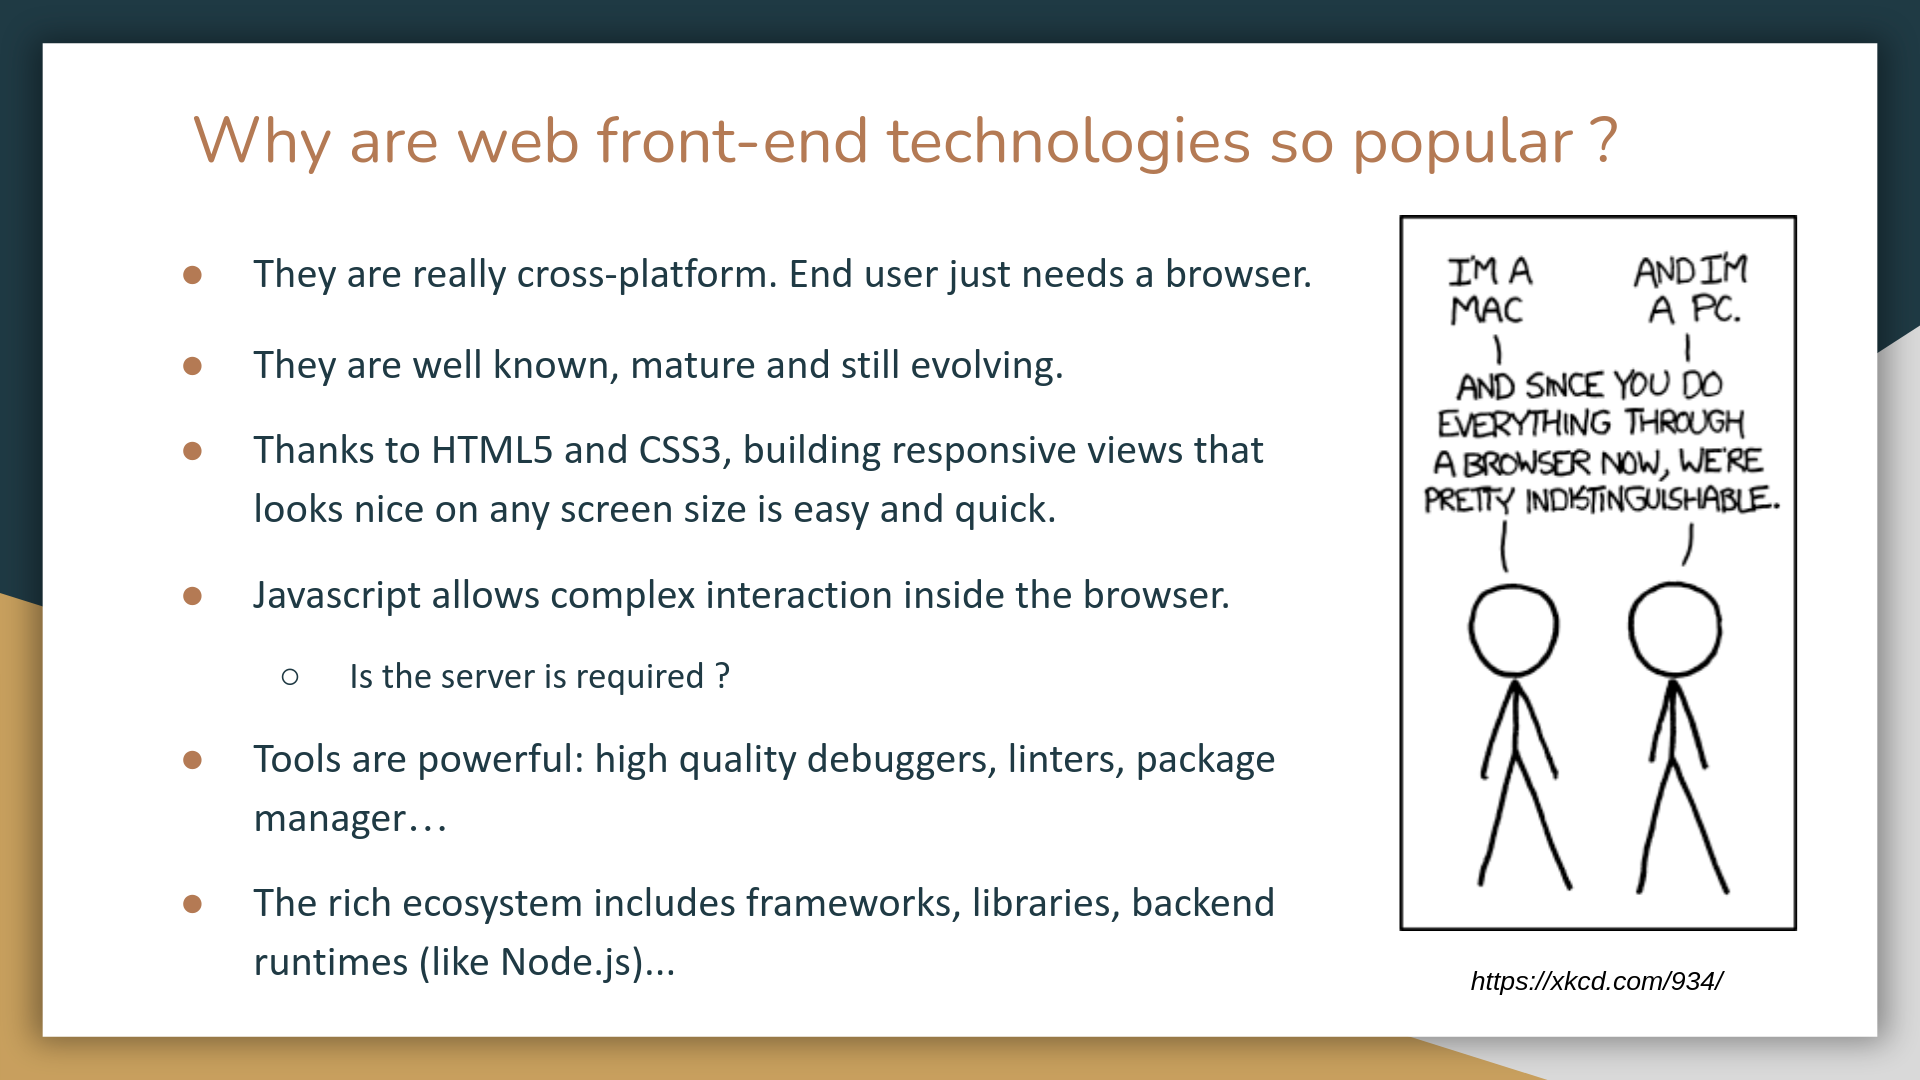 Why are web front-end technologies so popular ?
● They are really cross-platform. End user just needs a browser.
● They are well known, mature and still evolving.
● Thanks to HTML5 and CSS3, building responsive views that
looks nice on any screen size is easy and quick.
● Javascript allows complex interaction inside the browser.
○ Is the server is required ?
● Tools are powerful: high quality debuggers, linters, package
manager…
● The rich ecosystem includes frameworks, libraries, backend
runtimes (like Node.js)...
I'M A
MAC
AND I'M
A PC.
AND SINCE YOU DO
EVERYTHING THROUGH
A BROWSER NOW, WE'RE
PRETTY INDISTINGUISHABLE.
https://xkcd.com/934/